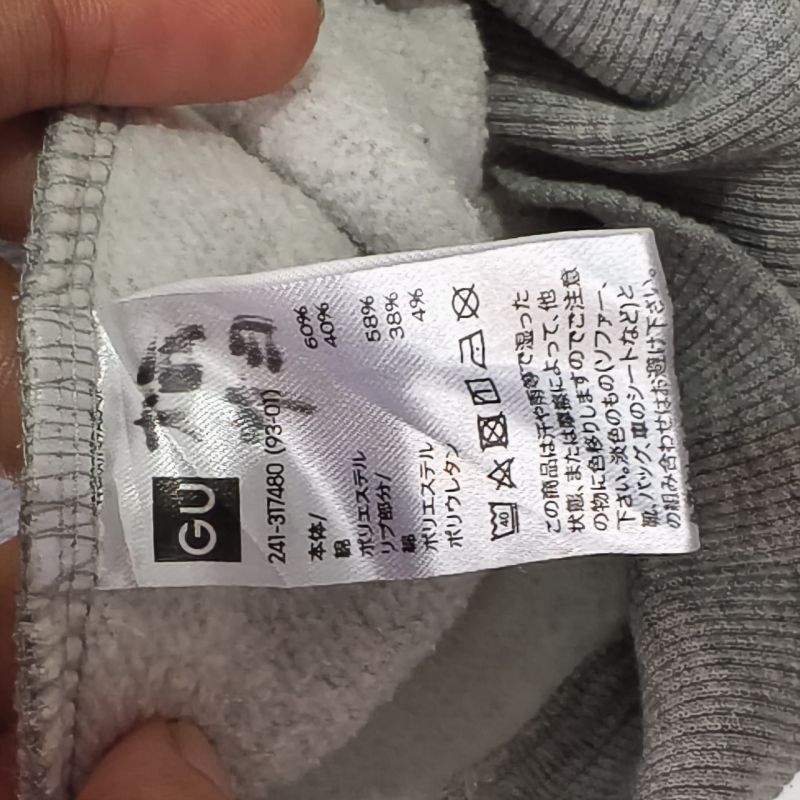 GU
241-317480 (93-01)
本体/
綿 60%
ポリエステル 40%
リブ部分/
綿 58%
ポリエステル 38%
ポリウレタン 4%
40
この商品は汗や雨等で湿った
状態、または摩擦によって、他
の物に色移りしますのでご注意
下さい。淡色のもの(ソファー、
靴、バッグ、車のシートなど)と
の組み合わせはお避け下さい。